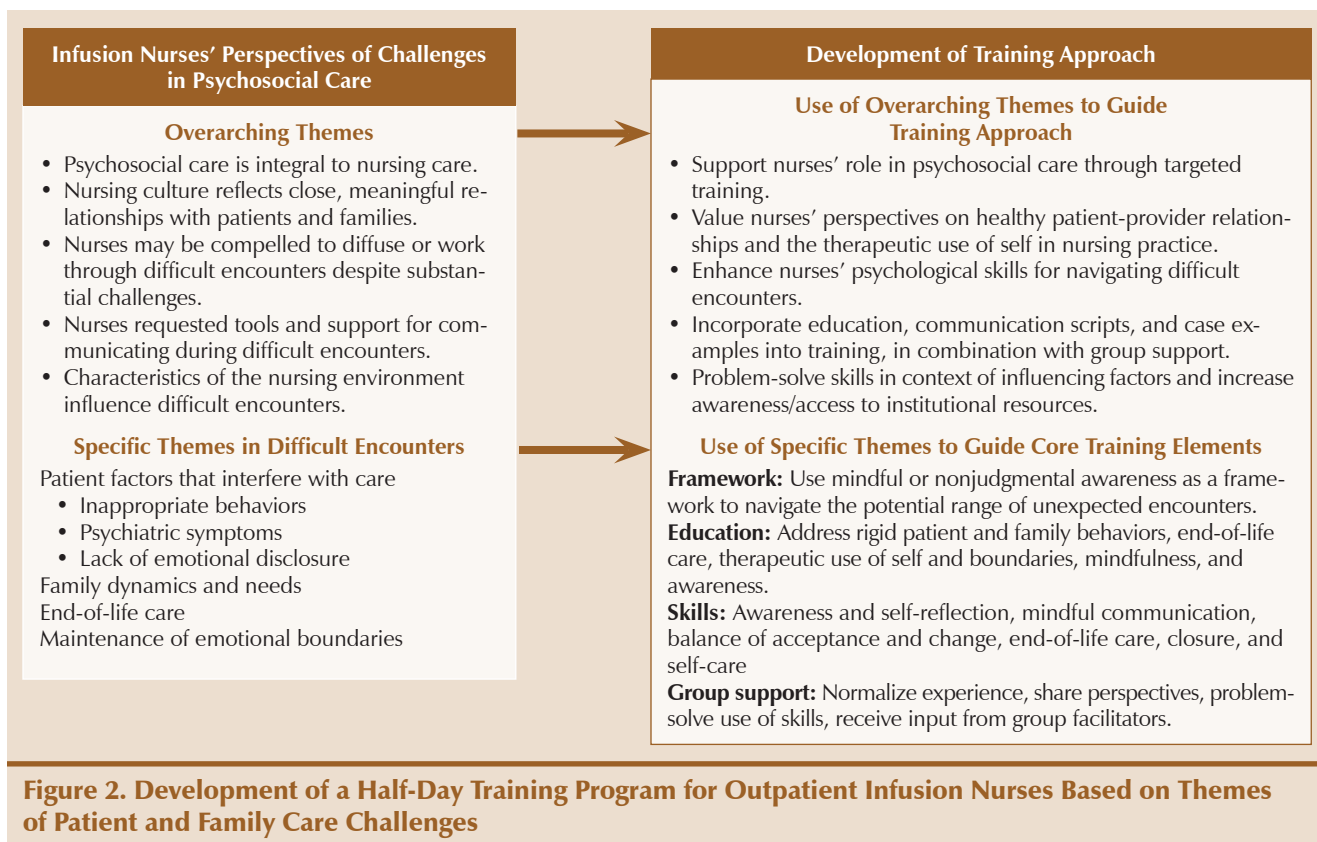 Infusion Nurses’ Perspectives of Challenges
in Psychosocial Care
Overarching Themes
• Psychosocial care is integral to nursing care.
• Nursing culture reflects close, meaningful re-
lationships with patients and families.
• Nurses may be compelled to diffuse or work
through difficult encounters despite substan-
tial challenges.
• Nurses requested tools and support for com-
municating during difficult encounters.
• Characteristics of the nursing environment
influence difficult encounters.
Specific Themes in Difficult Encounters
Patient factors that interfere with care
• Inappropriate behaviors
• Psychiatric symptoms
• Lack of emotional disclosure
Family dynamics and needs
End-of-life care
Maintenance of emotional boundaries
Development of Training Approach
Use of Overarching Themes to Guide
Training Approach
• Support nurses’ role in psychosocial care through targeted
training.
• Value nurses’ perspectives on healthy patient-provider relation-
ships and the therapeutic use of self in nursing practice.
• Enhance nurses’ psychological skills for navigating difficult
encounters.
• Incorporate education, communication scripts, and case ex-
amples into training, in combination with group support.
• Problem-solve skills in context of influencing factors and increase
awareness/access to institutional resources.
Use of Specific Themes to Guide Core Training Elements
Framework: Use mindful or nonjudgmental awareness as a frame-
work to navigate the potential range of unexpected encounters.
Education: Address rigid patient and family behaviors, end-of-life
care, therapeutic use of self and boundaries, mindfulness, and
awareness.
Skills: Awareness and self-reflection, mindful communication,
balance of acceptance and change, end-of-life care, closure, and
self-care
Group support: Normalize experience, share perspectives, problem-
solve use of skills, receive input from group facilitators.
Figure 2. Development of a Half-Day Training Program for Outpatient Infusion Nurses Based on Themes
of Patient and Family Care Challenges